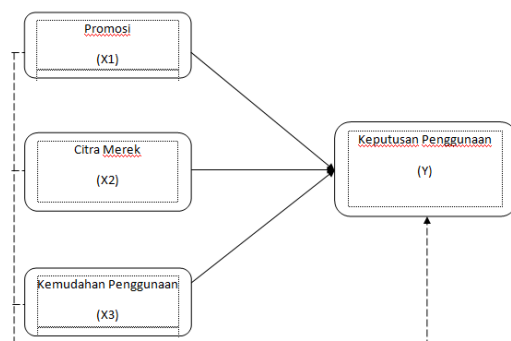 Promosi
(X1)
Citra Merek
(X2)
Keputusan Penggunaan
(Y)
Kemudahan Penggunaan
(X3)